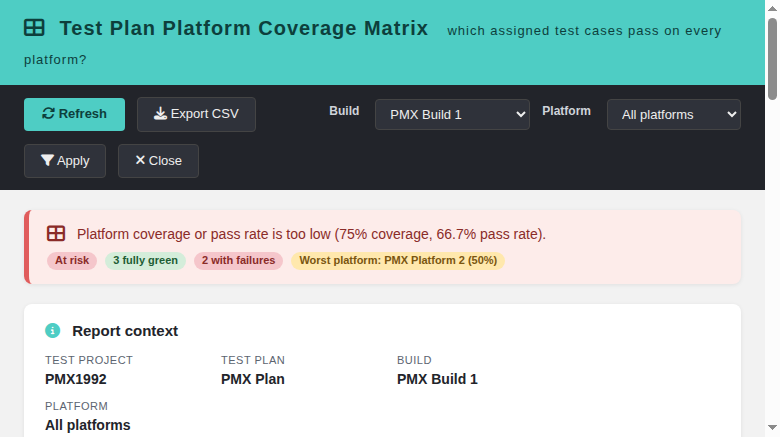 Test Plan Platform Coverage Matrix which assigned test cases pass on every
platform?
Refresh Export CSV Build PMX Build 1 Platform All platforms
Apply Close
Platform coverage or pass rate is too low (75% coverage, 66.7% pass rate).
At risk 3 fully green 2 with failures Worst platform: PMX Platform 2 (50%)
Report context
TEST PROJECT TEST PLAN BUILD
PMX1992 PMX Plan PMX Build 1
PLATFORM
All platforms